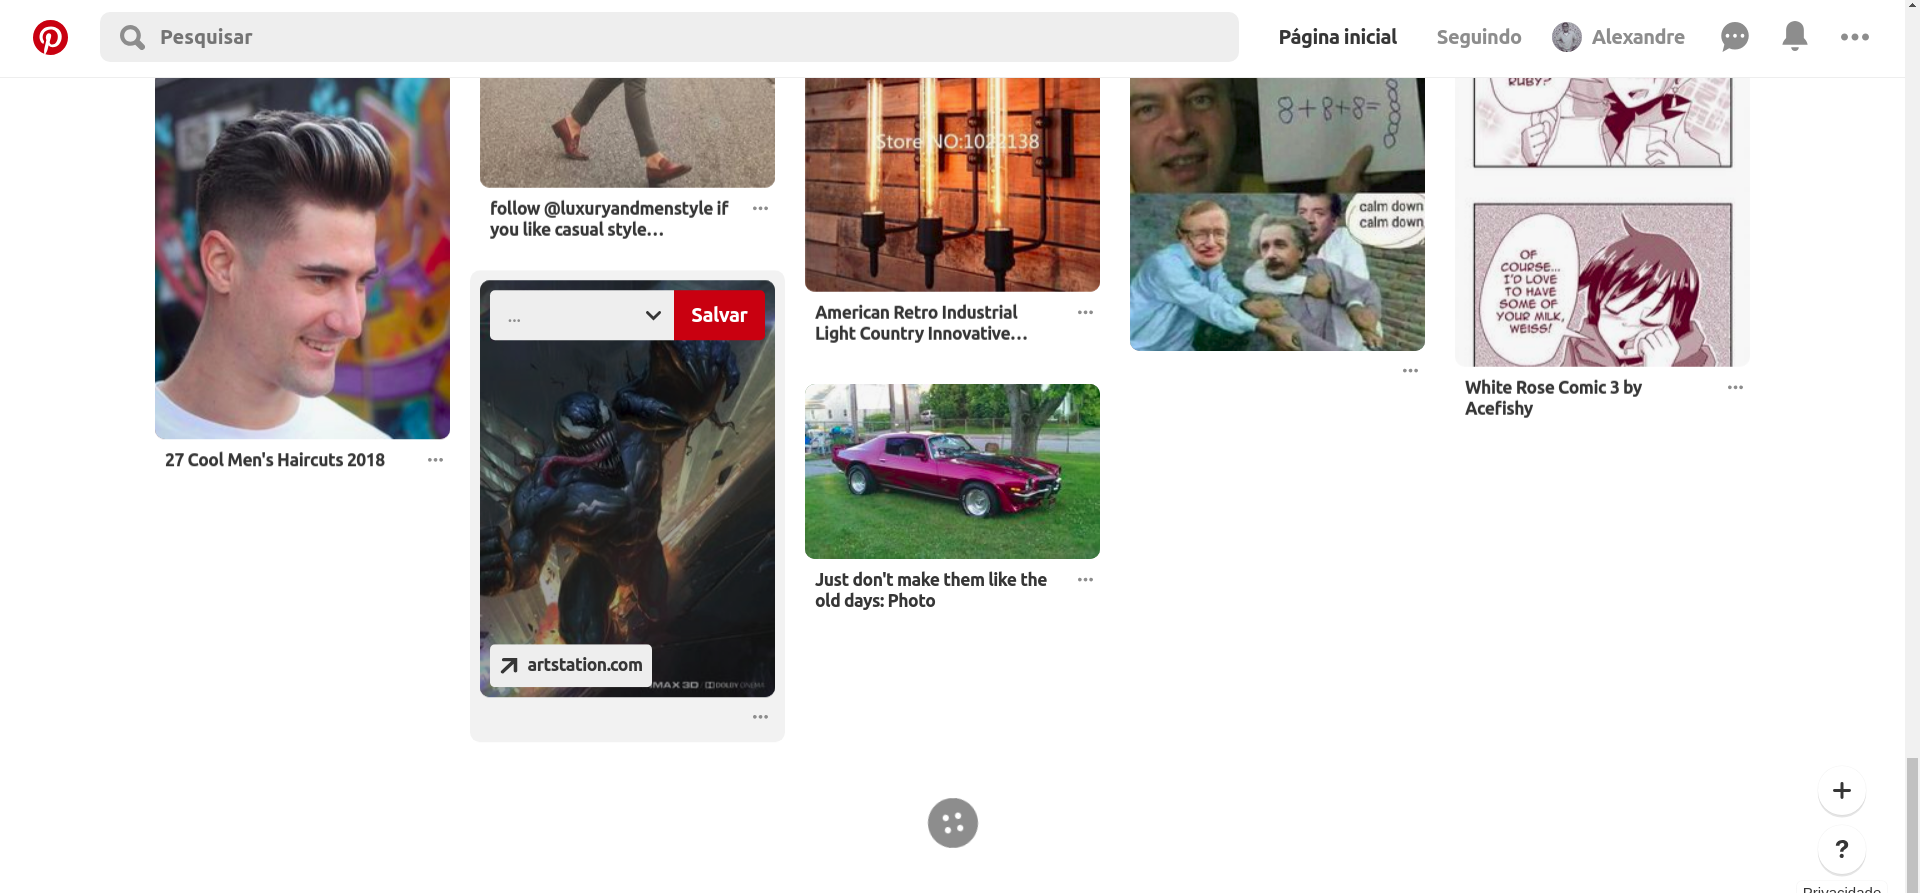 Pesquisar
Página inicial
Seguindo
Alexandre
27 Cool Men's Haircuts 2018
follow @luxuryandmenstyle if
you like casual style...
...
Salvar
artstation.com
IMAX 3D
DOLBY CINEMA
Store NO:1022138
American Retro Industrial
Light Country Innovative...
Just don't make them like the
old days: Photo
8+8+8=
calm down
calm down
RUBY?
OF
COURSE...
I'D LOVE
TO HAVE
SOME OF
YOUR MILK,
WEISS!
White Rose Comic 3 by
Acefishy
+
?
Privacidade